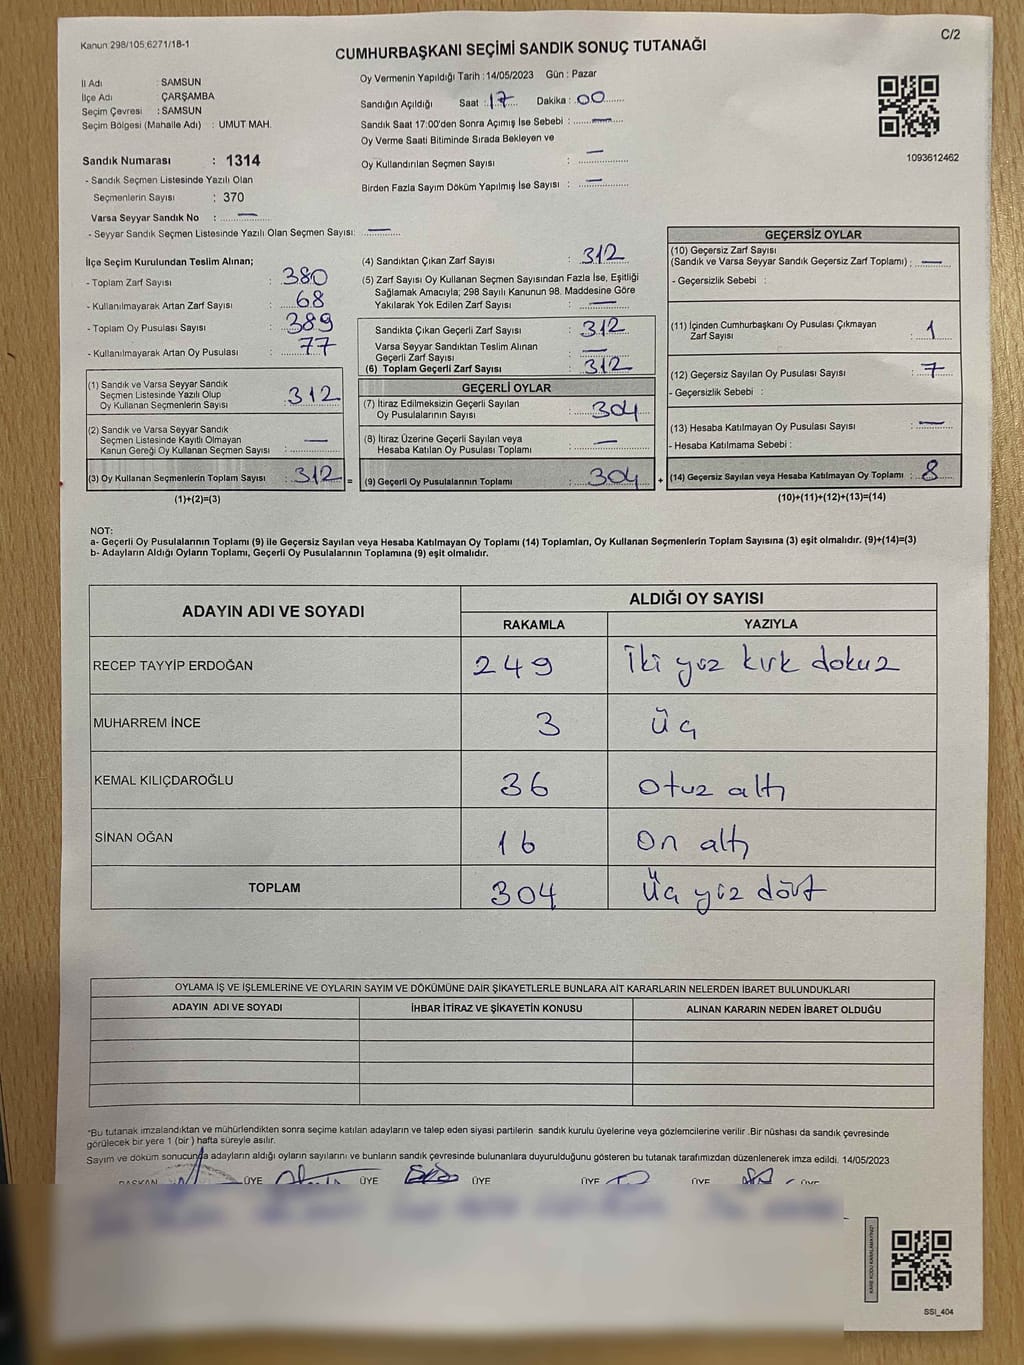 Kanun 298/105;6271/18-1
C/2
CUMHURBAŞKANI SEÇİMİ SANDIK SONUÇ TUTANAĞI
İl Adı : SAMSUN
İlçe Adı : ÇARŞAMBA
Seçim Çevresi : SAMSUN
Seçim Bölgesi (Mahalle Adı) : UMUT MAH.
Sandık Numarası : 1314
- Sandık Seçmen Listesinde Yazılı Olan
Seçmenlerin Sayısı : 370
Varsa Seyyar Sandık No : —
- Seyyar Sandık Seçmen Listesinde Yazılı Olan Seçmen Sayısı: —
Oy Vermenin Yapıldığı Tarih : 14/05/2023 Gün : Pazar
Sandığın Açıldığı Saat : 17 Dakika : 00
Sandık Saat 17:00'den Sonra Açımış İse Sebebi : —
Oy Verme Saati Bitiminde Sırada Bekleyen ve
Oy Kullandırılan Seçmen Sayısı : —
Birden Fazla Sayım Döküm Yapılmış İse Sayısı : —
1093612462
İlçe Seçim Kurulundan Teslim Alınan;
- Toplam Zarf Sayısı : 380
- Kullanılmayarak Artan Zarf Sayısı : 68
- Toplam Oy Pusulası Sayısı : 389
- Kullanılmayarak Artan Oy Pusulası : 77
(1) Sandık ve Varsa Seyyar Sandık
Seçmen Listesinde Yazılı Olup
Oy Kullanan Seçmenlerin Sayısı : 312
(2) Sandık ve Varsa Seyyar Sandık
Seçmen Listesinde Kayıtlı Olmayan
Kanun Gereği Oy Kullanan Seçmen Sayısı : —
(3) Oy Kullanan Seçmenlerin Toplam Sayısı : 312 =
(1)+(2)=(3)
(4) Sandıktan Çıkan Zarf Sayısı : 312
(5) Zarf Sayısı Oy Kullanan Seçmen Sayısından Fazla İse, Eşitliği
Sağlamak Amacıyla; 298 Sayılı Kanunun 98. Maddesine Göre
Yakılarak Yok Edilen Zarf Sayısı : —
Sandıkta Çıkan Geçerli Zarf Sayısı : 312
Varsa Seyyar Sandıktan Teslim Alınan
Geçerli Zarf Sayısı : —
(6) Toplam Geçerli Zarf Sayısı : 312
GEÇERLİ OYLAR
(7) İtiraz Edilmeksizin Geçerli Sayılan
Oy Pusulalarının Sayısı : 304
(8) İtiraz Üzerine Geçerli Sayılan veya
Hesaba Katılan Oy Pusulası Toplamı : —
(9) Geçerli Oy Pusulalarının Toplamı : 304 +
GEÇERSİZ OYLAR
(10) Geçersiz Zarf Sayısı
(Sandık ve Varsa Seyyar Sandık Geçersiz Zarf Toplamı) : —
- Geçersizlik Sebebi :
(11) İçinden Cumhurbaşkanı Oy Pusulası Çıkmayan
Zarf Sayısı : 1
(12) Geçersiz Sayılan Oy Pusulası Sayısı : 7
- Geçersizlik Sebebi :
(13) Hesaba Katılmayan Oy Pusulası Sayısı : —
- Hesaba Katılmama Sebebi :
(14) Geçersiz Sayılan veya Hesaba Katılmayan Oy Toplamı : 8
(10)+(11)+(12)+(13)=(14)
NOT:
a- Geçerli Oy Pusulalarının Toplamı (9) ile Geçersiz Sayılan veya Hesaba Katılmayan Oy Toplamı (14) Toplamları, Oy Kullanan Seçmenlerin Toplam Sayısına (3) eşit olmalıdır. (9)+(14)=(3)
b- Adayların Aldığı Oyların Toplamı, Geçerli Oy Pusulalarının Toplamına (9) eşit olmalıdır.
ADAYIN ADI VE SOYADI
ALDIĞI OY SAYISI
RAKAMLA YAZIYLA
RECEP TAYYİP ERDOĞAN 249 İki yüz kırk dokuz
MUHARREM İNCE 3 üç
KEMAL KILIÇDAROĞLU 36 otuz altı
SİNAN OĞAN 16 on altı
TOPLAM 304 üç yüz dört
OYLAMA İŞ VE İŞLEMLERİNE VE OYLARIN SAYIM VE DÖKÜMÜNE DAİR ŞİKAYETLERLE BUNLARA AİT KARARLARIN NELERDEN İBARET BULUNDUKLARI
ADAYIN ADI VE SOYADI İHBAR İTİRAZ VE ŞİKAYETİN KONUSU ALINAN KARARIN NEDEN İBARET OLDUĞU
*Bu tutanak imzalandıktan ve mühürlendikten sonra seçime katılan adayların ve talep eden siyasi partilerin sandık kurulu üyelerine veya gözlemcilerine verilir .Bir nüshası da sandık çevresinde
görülecek bir yere 1 (bir ) hafta süreyle asılır.
Sayım ve döküm sonucunda adayların aldığı oyların sayılarını ve bunların sandık çevresinde bulunanlara duyurulduğunu gösteren bu tutanak tarafımızdan düzenlenerek imza edildi. 14/05/2023
BAŞKAN ÜYE ÜYE ÜYE ÜYE ÜYE ÜYE
KARE KODU KARALAMAYINIZ!
SSİ_404